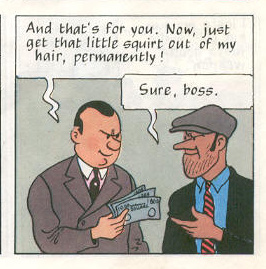 And that's for you. Now, just
get that little squirt out of my
hair, permanently!
Sure, boss.